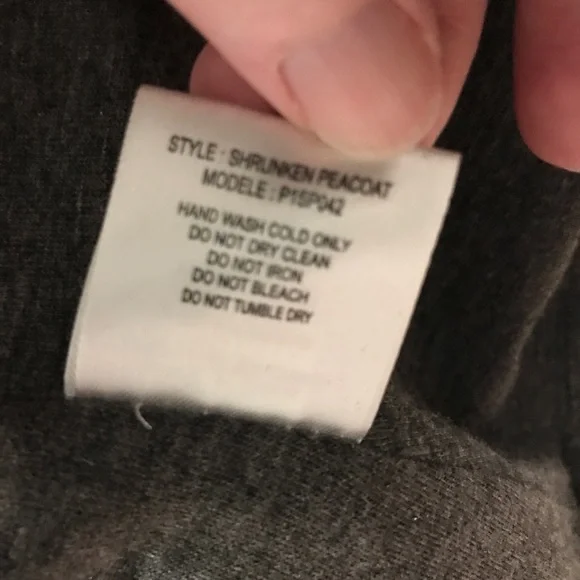 STYLE : SHRUNKEN PEACOAT
MODELE : P1SP042
HAND WASH COLD ONLY
DO NOT DRY CLEAN
DO NOT IRON
DO NOT BLEACH
DO NOT TUMBLE DRY